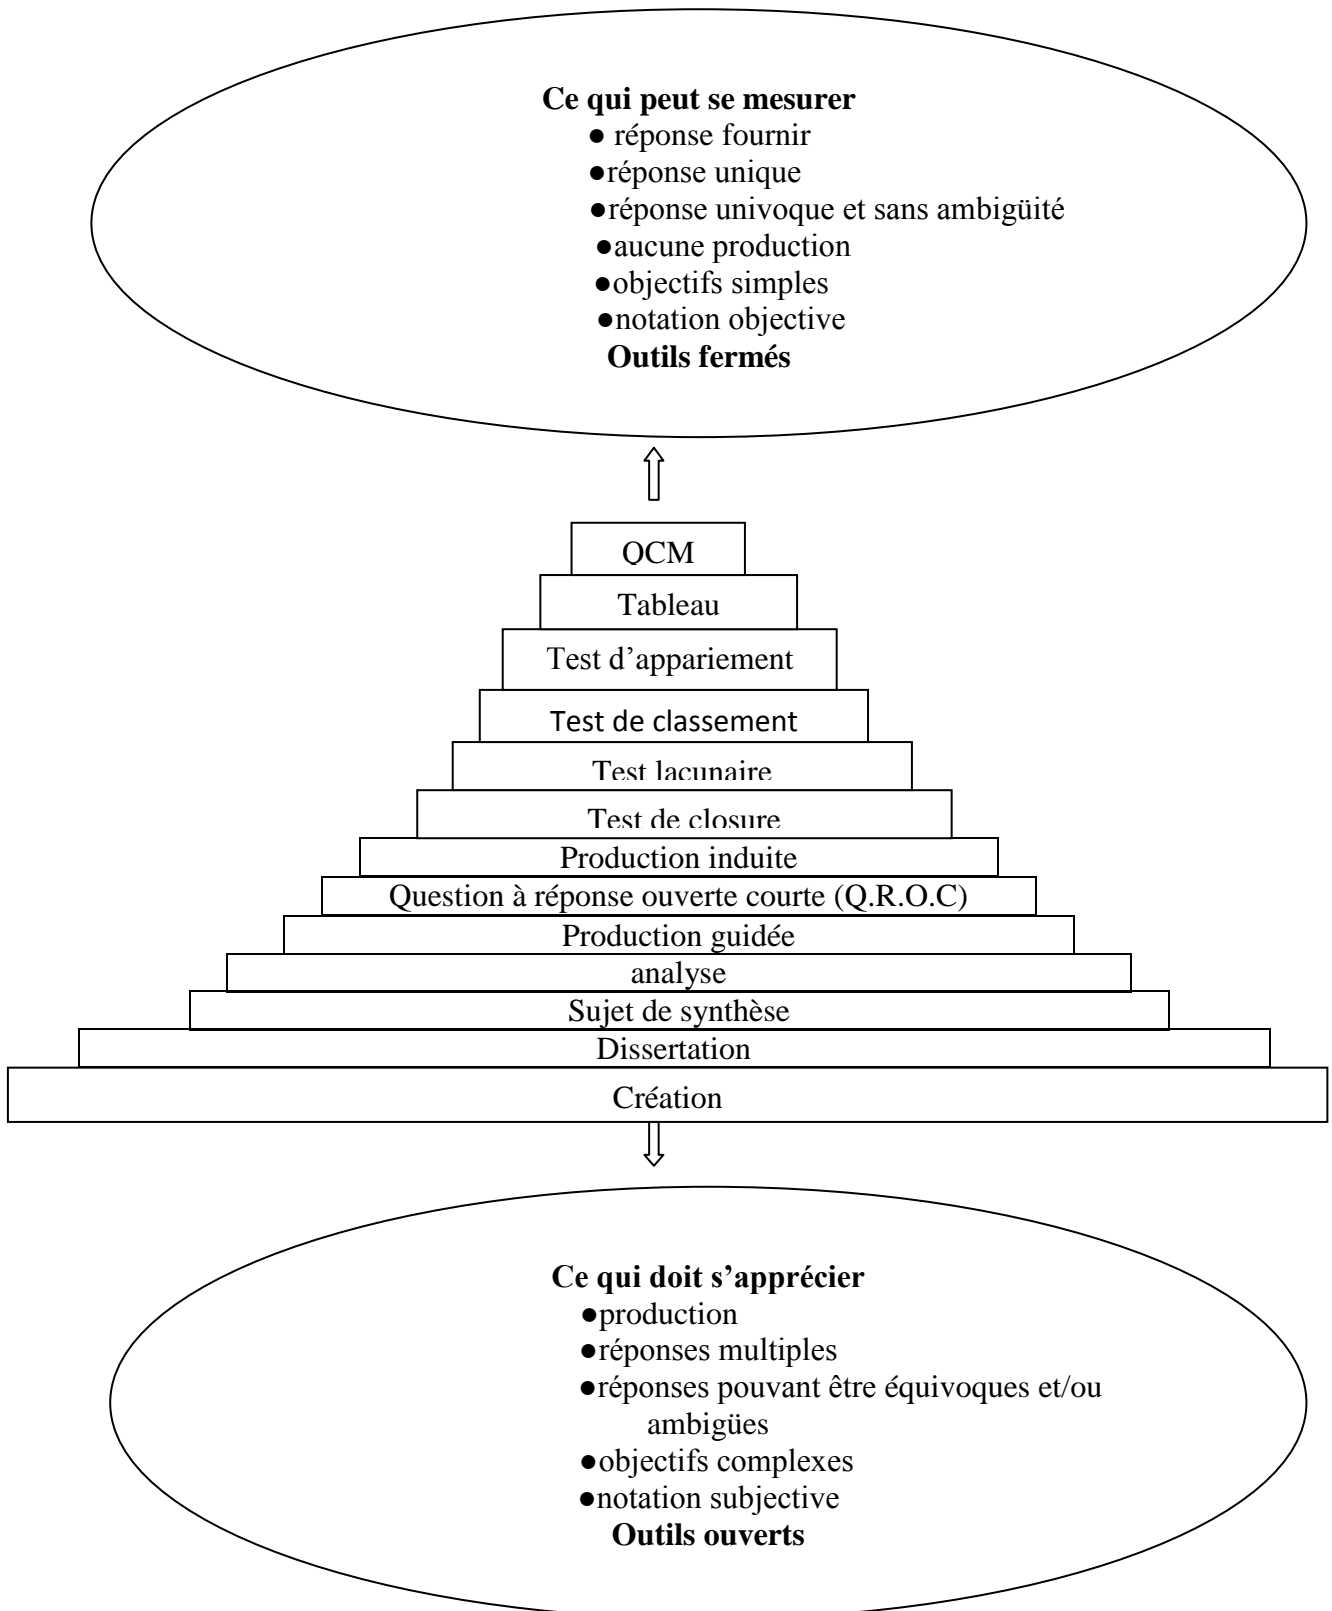 Ce qui peut se mesurer
● réponse fournir
●réponse unique
●réponse univoque et sans ambigüité
●aucune production
●objectifs simples
●notation objective
Outils fermés
QCM
Tableau
Test d’appariement
Test de classement
Test lacunaire
Test de closure
Production induite
Question à réponse ouverte courte (Q.R.O.C)
Production guidée
analyse
Sujet de synthèse
Dissertation
Création
Ce qui doit s’apprécier
●production
●réponses multiples
●réponses pouvant être équivoques et/ou
ambigües
●objectifs complexes
●notation subjective
Outils ouverts